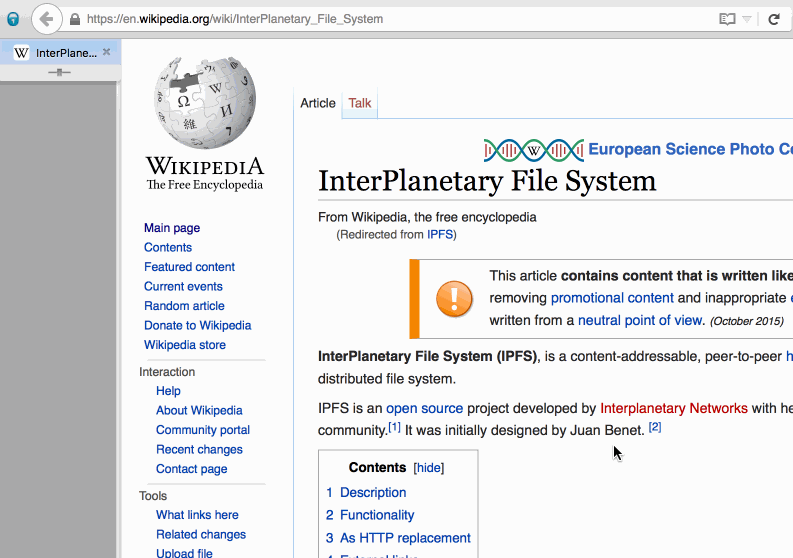 https://en.wikipedia.org/wiki/InterPlanetary_File_System
W InterPlane...
Ω W И 維 7
WIKIPEDIA
The Free Encyclopedia
Main page
Contents
Featured content
Current events
Random article
Donate to Wikipedia
Wikipedia store
Interaction
Help
About Wikipedia
Community portal
Recent changes
Contact page
Tools
What links here
Related changes
Upload file
Article Talk
W European Science Photo Co
InterPlanetary File System
From Wikipedia, the free encyclopedia
(Redirected from IPFS)
This article contains content that is written like
removing promotional content and inappropriate e
written from a neutral point of view. (October 2015)
InterPlanetary File System (IPFS), is a content-addressable, peer-to-peer h
distributed file system.
IPFS is an open source project developed by Interplanetary Networks with he
community.[1] It was initially designed by Juan Benet. [2]
Contents [hide]
1 Description
2 Functionality
3 As HTTP replacement
4 External links